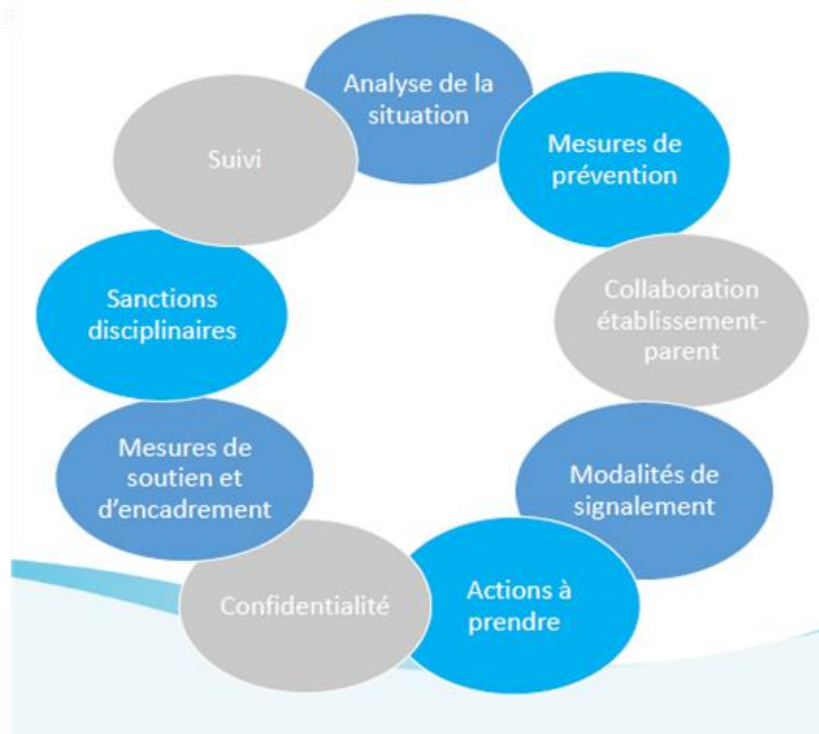 Analyse de la
situation
Mesures de
prévention
Collaboration
établissement-
parent
Modalités de
signalement
Actions à
prendre
Confidentialité
Mesures de
soutien et
d'encadrement
Sanctions
disciplinaires
Suivi